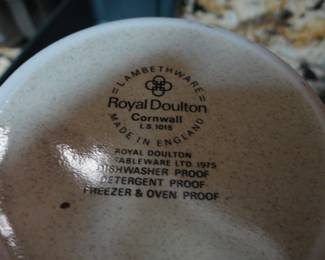 = LAMBETHWARE =
Royal Doulton
Cornwall
L.S. 1015
MADE IN ENGLAND
ROYAL DOULTON
TABLEWARE LTD. 1975
DISHWASHER PROOF
DETERGENT PROOF
FREEZER & OVEN PROOF